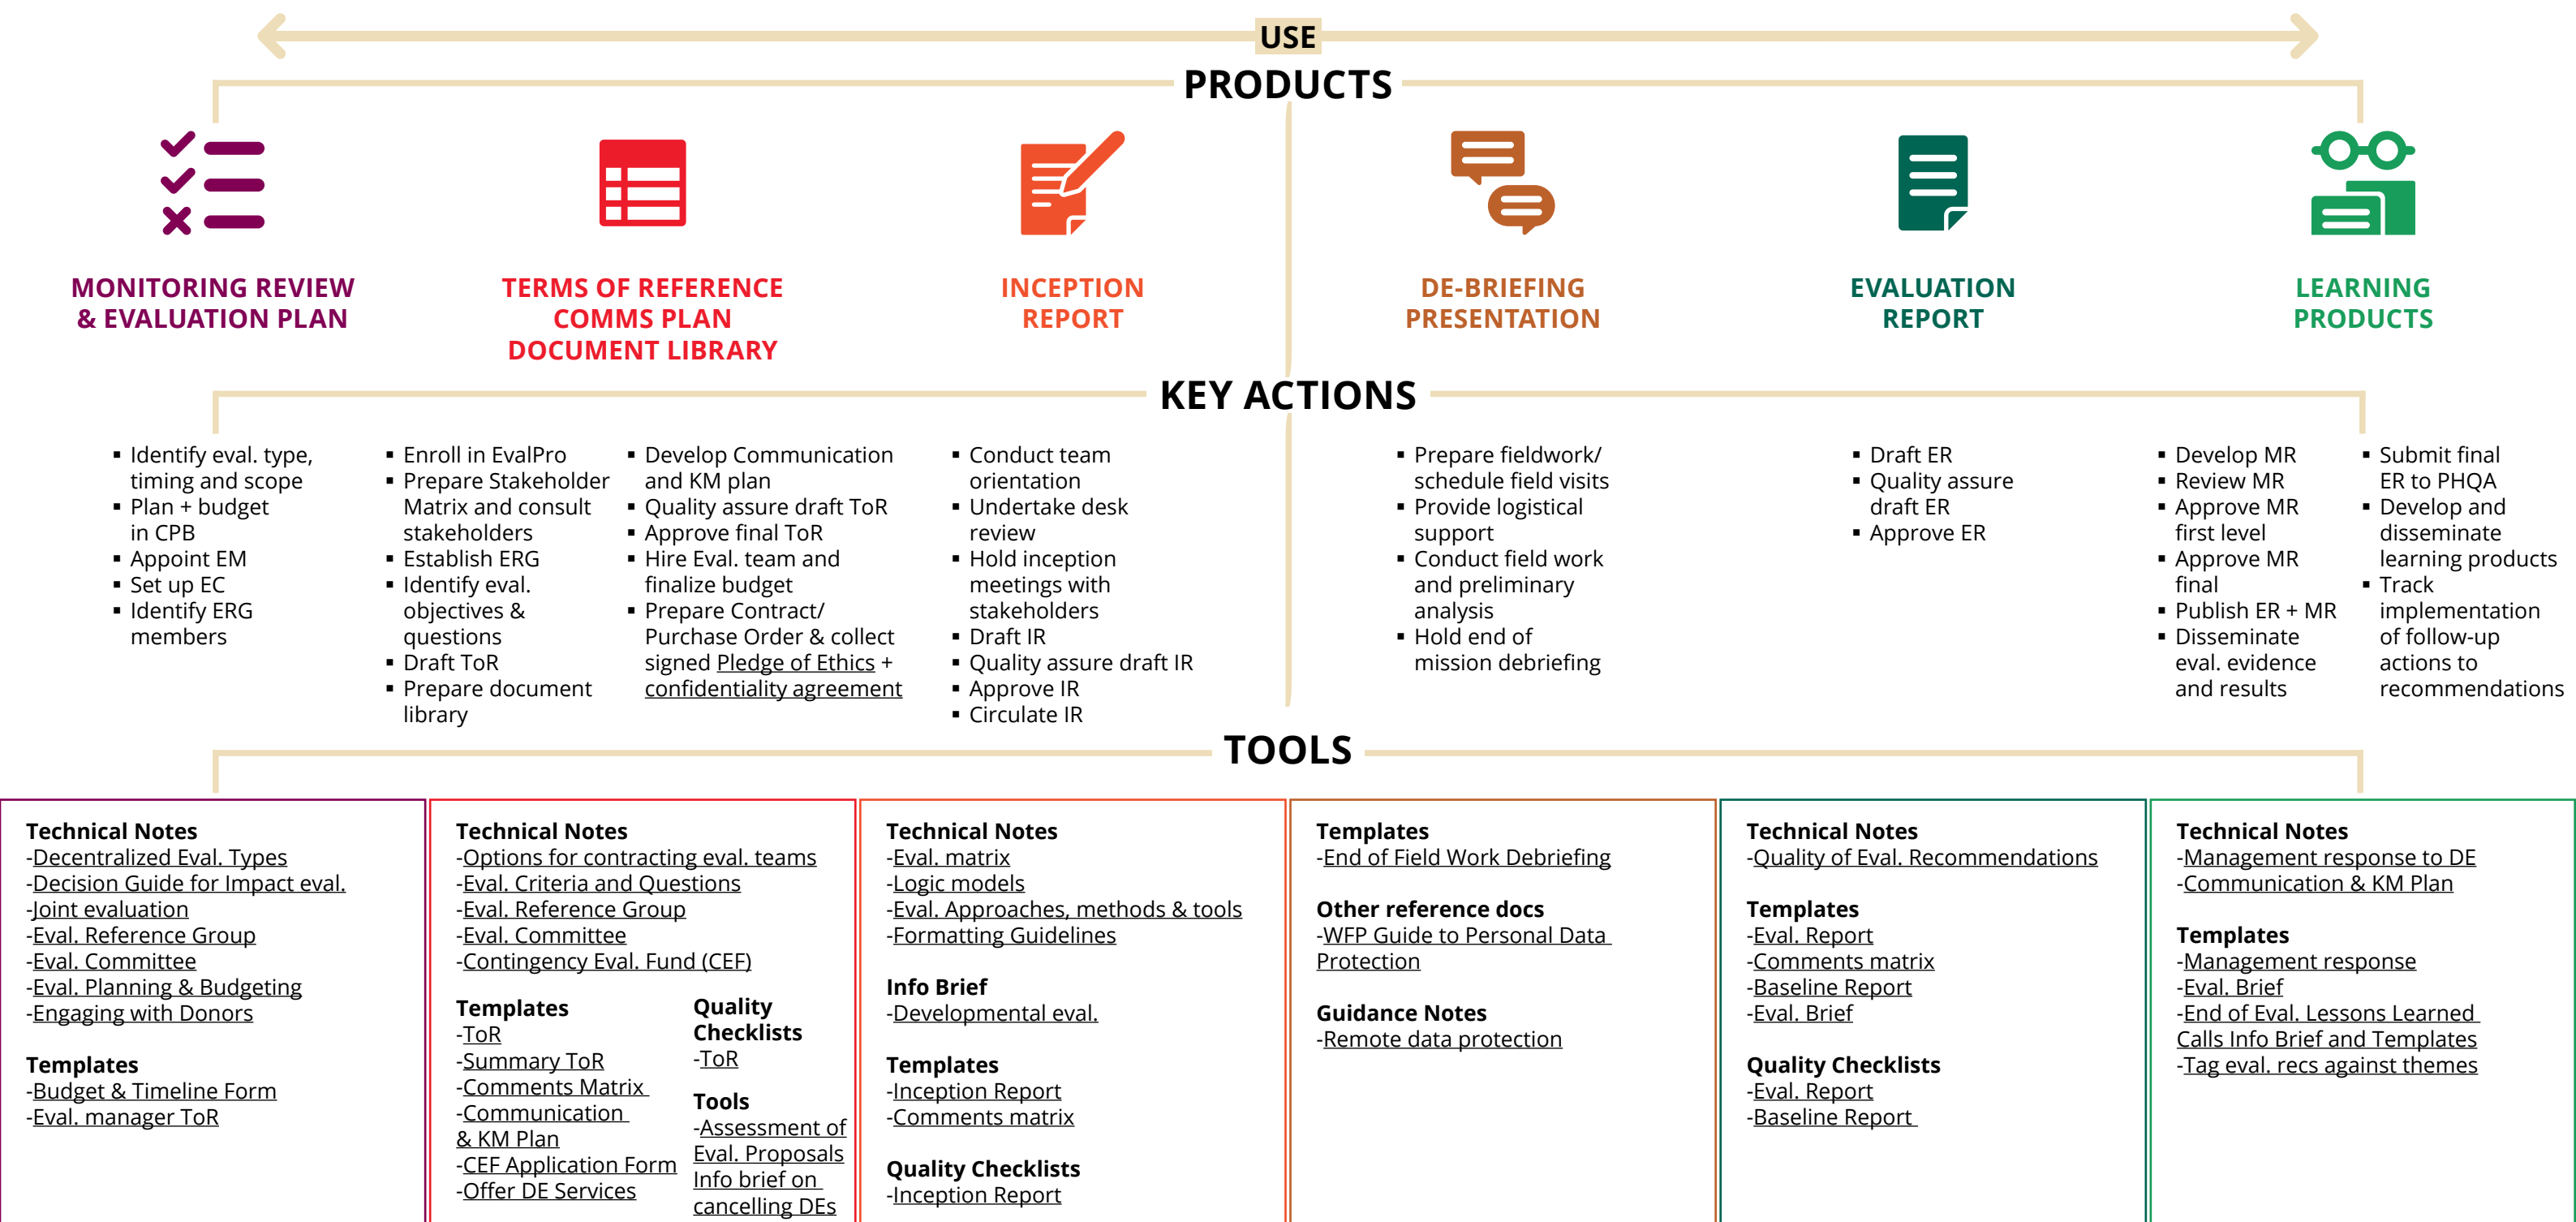 USE
PRODUCTS
MONITORING REVIEW
& EVALUATION PLAN
TERMS OF REFERENCE
COMMS PLAN
DOCUMENT LIBRARY
INCEPTION
REPORT
DE-BRIEFING
PRESENTATION
EVALUATION
REPORT
LEARNING
PRODUCTS
KEY ACTIONS
▪ Identify eval. type,
timing and scope
▪ Plan + budget
in CPB
▪ Appoint EM
▪ Set up EC
▪ Identify ERG
members
▪ Enroll in EvalPro
▪ Prepare Stakeholder
Matrix and consult
stakeholders
▪ Establish ERG
▪ Identify eval.
objectives &
questions
▪ Draft ToR
▪ Prepare document
library
▪ Develop Communication
and KM plan
▪ Quality assure draft ToR
▪ Approve final ToR
▪ Hire Eval. team and
finalize budget
▪ Prepare Contract/
Purchase Order & collect
signed Pledge of Ethics +
confidentiality agreement
▪ Conduct team
orientation
▪ Undertake desk
review
▪ Hold inception
meetings with
stakeholders
▪ Draft IR
▪ Quality assure draft IR
▪ Approve IR
▪ Circulate IR
▪ Prepare fieldwork/
schedule field visits
▪ Provide logistical
support
▪ Conduct field work
and preliminary
analysis
▪ Hold end of
mission debriefing
▪ Draft ER
▪ Quality assure
draft ER
▪ Approve ER
▪ Develop MR
▪ Review MR
▪ Approve MR
first level
▪ Approve MR
final
▪ Publish ER + MR
▪ Disseminate
eval. evidence
and results
▪ Submit final
ER to PHQA
▪ Develop and
disseminate
learning products
▪ Track
implementation
of follow-up
actions to
recommendations
TOOLS
Technical Notes
-Decentralized Eval. Types
-Decision Guide for Impact eval.
-Joint evaluation
-Eval. Reference Group
-Eval. Committee
-Eval. Planning & Budgeting
-Engaging with Donors
Templates
-Budget & Timeline Form
-Eval. manager ToR
Technical Notes
-Options for contracting eval. teams
-Eval. Criteria and Questions
-Eval. Reference Group
-Eval. Committee
-Contingency Eval. Fund (CEF)
Templates
-ToR
-Summary ToR
-Comments Matrix
-Communication
& KM Plan
-CEF Application Form
-Offer DE Services
Quality
Checklists
-ToR
Tools
-Assessment of
Eval. Proposals
Info brief on
cancelling DEs
Technical Notes
-Eval. matrix
-Logic models
-Eval. Approaches, methods & tools
-Formatting Guidelines
Info Brief
-Developmental eval.
Templates
-Inception Report
-Comments matrix
Quality Checklists
-Inception Report
Templates
-End of Field Work Debriefing
Other reference docs
-WFP Guide to Personal Data
Protection
Guidance Notes
-Remote data protection
Technical Notes
-Quality of Eval. Recommendations
Templates
-Eval. Report
-Comments matrix
-Baseline Report
-Eval. Brief
Quality Checklists
-Eval. Report
-Baseline Report
Technical Notes
-Management response to DE
-Communication & KM Plan
Templates
-Management response
-Eval. Brief
-End of Eval. Lessons Learned
Calls Info Brief and Templates
-Tag eval. recs against themes